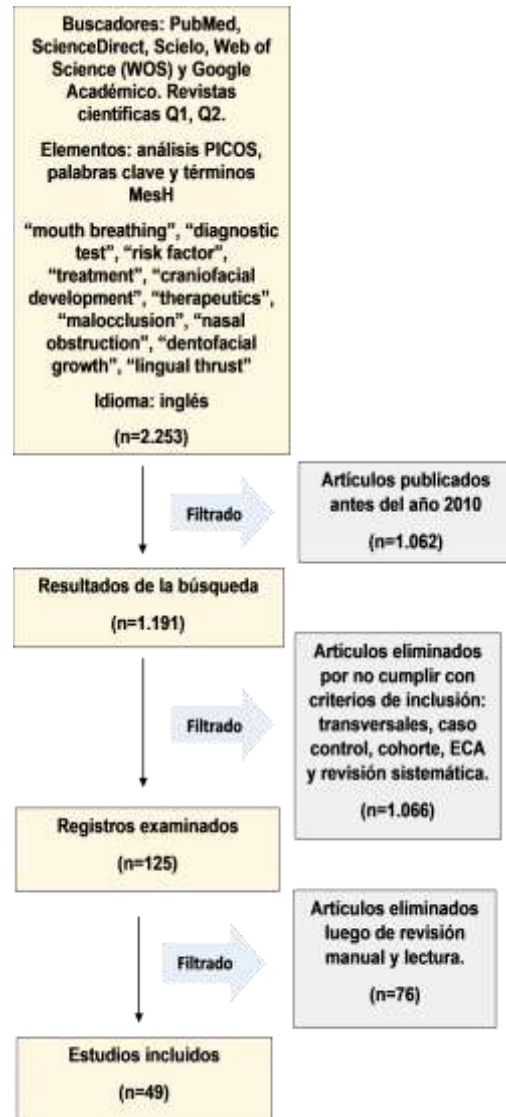 Buscadores: PubMed,
ScienceDirect, Scielo, Web of
Science (WOS) y Google
Académico. Revistas
científicas Q1, Q2.
Elementos: análisis PICOS,
palabras clave y términos
MesH
“mouth breathing”, “diagnostic
test”, “risk factor”,
“treatment”, “craniofacial
development”, “therapeutics”,
“malocclusion”, “nasal
obstruction”, “dentofacial
growth”, “lingual thrust”
Idioma: inglés
(n=2.253)
Filtrado
Artículos publicados
antes del año 2010
(n=1.062)
Resultados de la búsqueda
(n=1.191)
Filtrado
Artículos eliminados
por no cumplir con
criterios de inclusión:
transversales, caso
control, cohorte, ECA
y revisión sistemática.
(n=1.066)
Registros examinados
(n=125)
Filtrado
Artículos eliminados
luego de revisión
manual y lectura.
(n=76)
Estudios incluidos
(n=49)